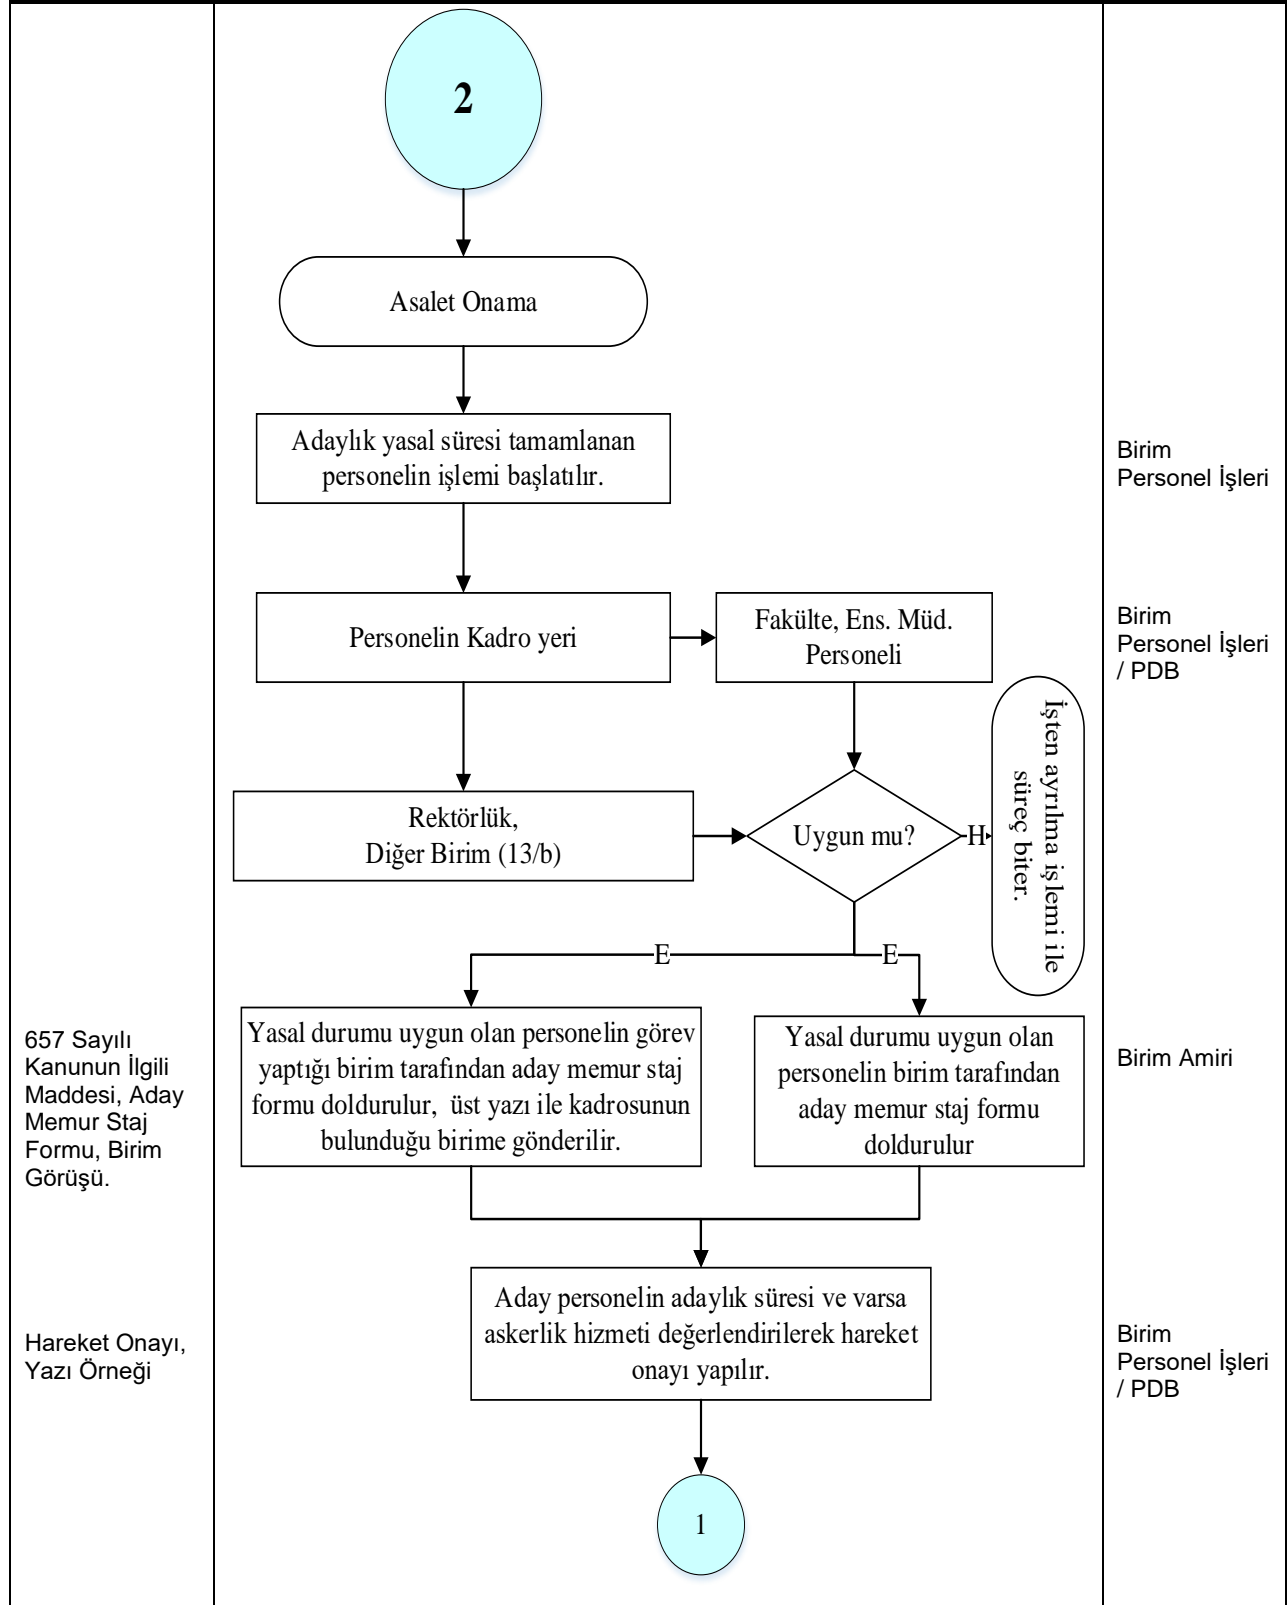 2
Asalet Onama
Adaylık yasal süresi tamamlanan
personelin işlemi başlatılır.
Birim
Personel İşleri
Personelin Kadro yeri
Fakülte, Ens. Müd.
Personeli
Birim
Personel İşleri
/ PDB
İşten ayrılma işlemi ile
süreç biter.
Rektörlük,
Diğer Birim (13/b)
Uygun mu?
H
E
E
657 Sayılı
Kanunun İlgili
Maddesi, Aday
Memur Staj
Formu, Birim
Görüşü.
Yasal durumu uygun olan personelin görev
yaptığı birim tarafından aday memur staj
formu doldurulur,  üst yazı ile kadrosunun
bulunduğu birime gönderilir.
Yasal durumu uygun olan
personelin birim tarafından
aday memur staj formu
doldurulur
Birim Amiri
Hareket Onayı,
Yazı Örneği
Aday personelin adaylık süresi ve varsa
askerlik hizmeti değerlendirilerek hareket
onayı yapılır.
Birim
Personel İşleri
/ PDB
1